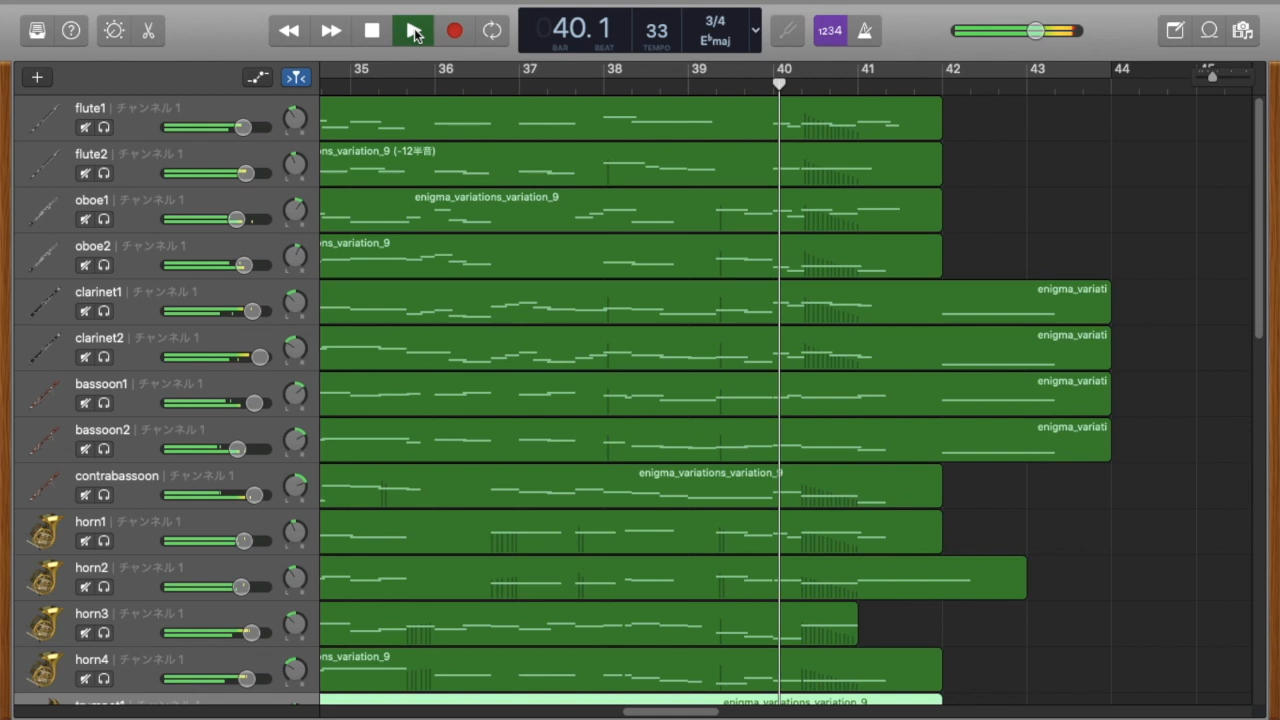 1234
40. 1
BAR
BEAT
33
TEMPO
3/4
E♭maj
35
36
37
38
39
40
41
42
43
44
flute1 | チャンネル 1
L R
flute2 | チャンネル 1
L R
ns_variation_9 (-12半音)
oboe1 | チャンネル 1
L R
enigma_variations_variation_9
oboe2 | チャンネル 1
L R
ns_variation_9
clarinet1 | チャンネル 1
L R
enigma_variati
clarinet2 | チャンネル 1
L R
enigma_variati
bassoon1 | チャンネル 1
L R
enigma_variati
bassoon2 | チャンネル 1
L R
enigma_variati
contrabassoon | チャンネル 1
L R
enigma_variations_variation_9
horn1 | チャンネル 1
L R
horn2 | チャンネル 1
L R
horn3 | チャンネル 1
L R
horn4 | チャンネル 1
L R
ns_variation_9
enigma_variations_variation_9